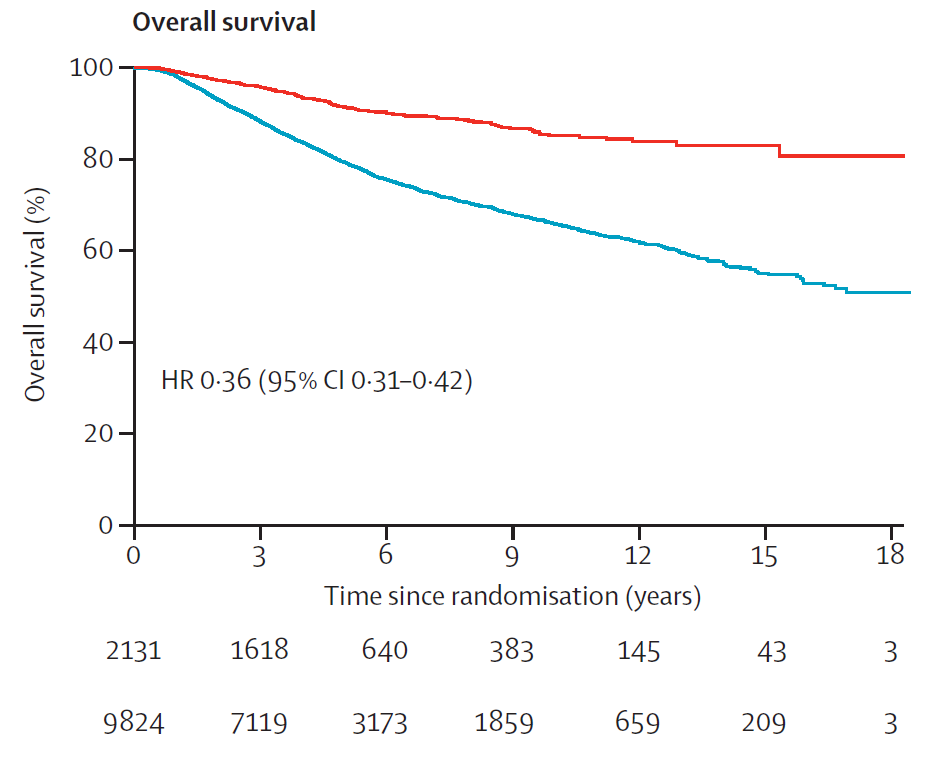 Overall survival
Overall survival (%)
100
80
60
40
20
0
HR 0·36 (95% CI 0·31–0·42)
0 3 6 9 12 15 18
Time since randomisation (years)
2131 1618 640 383 145 43 3
9824 7119 3173 1859 659 209 3